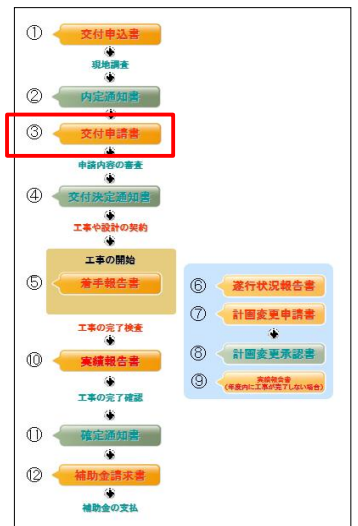 ① 交付申込書
現地調査
② 内定通知書
③ 交付申請書
申請内容の審査
④ 交付決定通知書
工事や設計の契約
工事の開始
⑤ 着手報告書
工事の完了検査
⑩ 実績報告書
工事の完了確認
⑪ 確定通知書
⑫ 補助金請求書
補助金の支払
⑥ 遂行状況報告書
⑦ 計画変更申請書
⑧ 計画変更承認書
⑨ 実績報告書
(年度内に工事が完了しない場合)